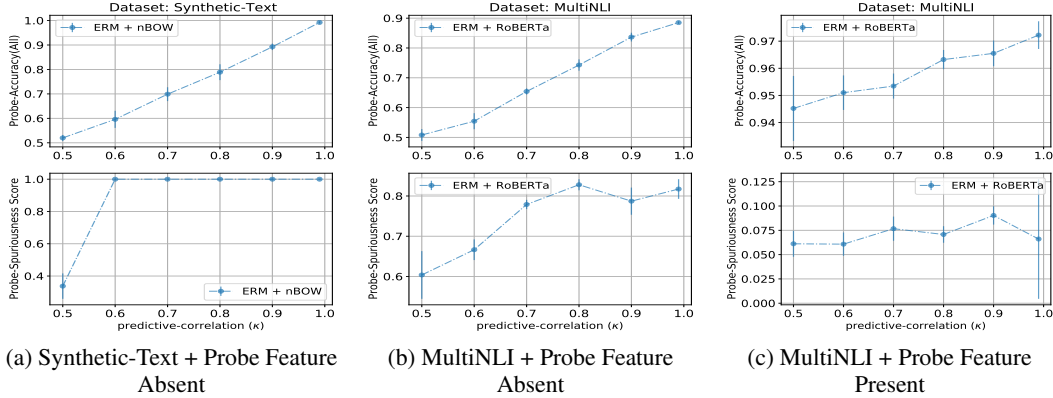 Dataset: Synthetic-Text
Probe-Accuracy(All)
1.0
0.9
0.8
0.7
0.6
0.5
ERM + nBOW
0.5 0.6 0.7 0.8 0.9 1.0
Probe-Spuriousness Score
1.0
0.8
0.6
0.4
ERM + nBOW
0.5 0.6 0.7 0.8 0.9 1.0
predictive-correlation (κ)
(a) Synthetic-Text + Probe Feature
Absent
Dataset: MultiNLI
Probe-Accuracy(All)
0.9
0.8
0.7
0.6
0.5
ERM + RoBERTa
0.5 0.6 0.7 0.8 0.9 1.0
Probe-Spuriousness Score
0.8
0.7
0.6
ERM + RoBERTa
0.5 0.6 0.7 0.8 0.9 1.0
predictive-correlation (κ)
(b) MultiNLI + Probe Feature
Absent
Dataset: MultiNLI
Probe-Accuracy(All)
0.97
0.96
0.95
0.94
ERM + RoBERTa
0.5 0.6 0.7 0.8 0.9 1.0
Probe-Spuriousness Score
0.125
0.100
0.075
0.050
0.025
0.000
ERM + RoBERTa
0.5 0.6 0.7 0.8 0.9 1.0
predictive-correlation (κ)
(c) MultiNLI + Probe Feature
Present